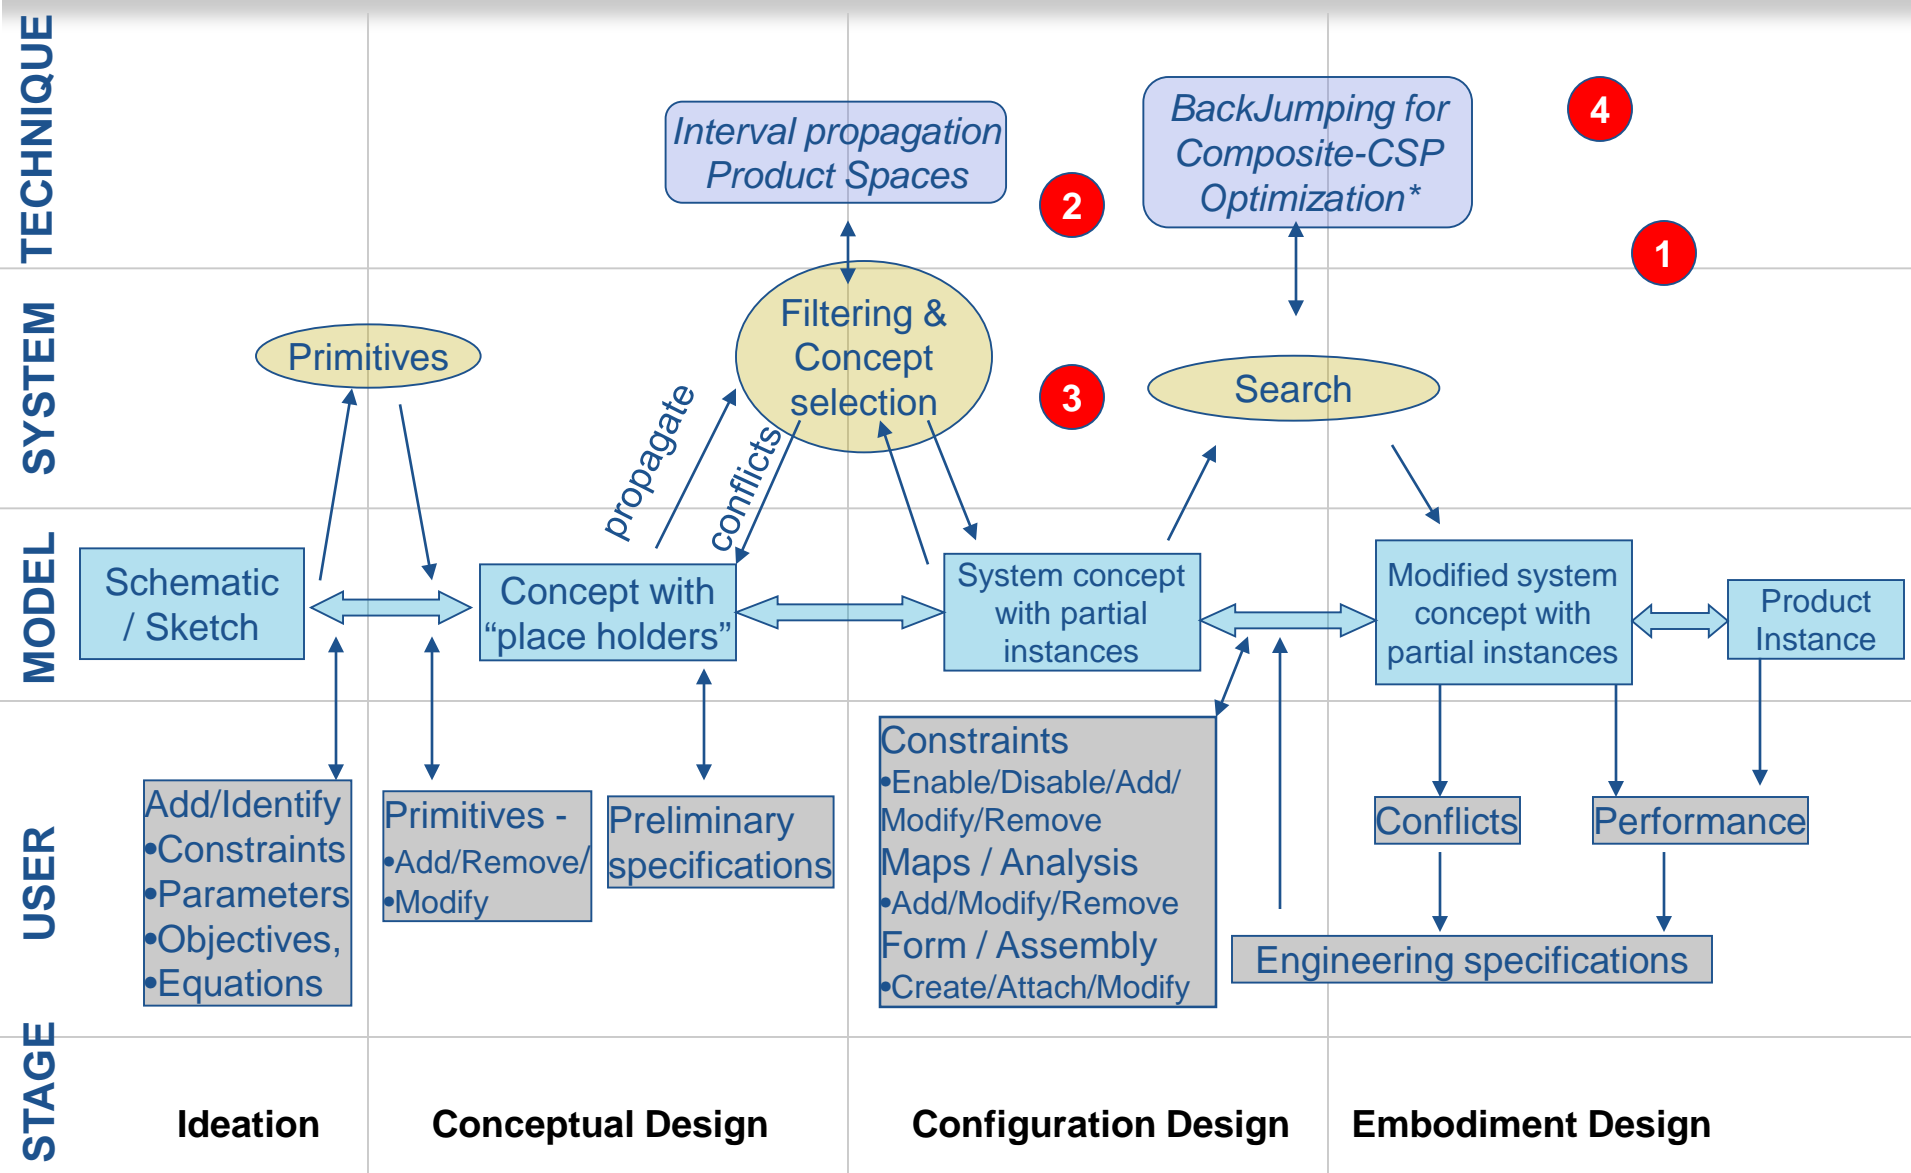 TECHNIQUE
Interval propagation
Product Spaces
BackJumping for
Composite-CSP
Optimization*
4
2
1
SYSTEM
Primitives
Filtering &
Concept
selection
3
Search
propagate
conflicts
MODEL
Schematic
/ Sketch
Concept with
“place holders”
System concept
with partial
instances
Modified system
concept with
partial instances
Product
Instance
USER
Add/Identify
•Constraints
•Parameters
•Objectives,
•Equations
Primitives -
•Add/Remove/
•Modify
Preliminary
specifications
Constraints
•Enable/Disable/Add/
Modify/Remove
Maps / Analysis
•Add/Modify/Remove
Form / Assembly
•Create/Attach/Modify
Conflicts
Performance
Engineering specifications
STAGE
Ideation
Conceptual Design
Configuration Design
Embodiment Design